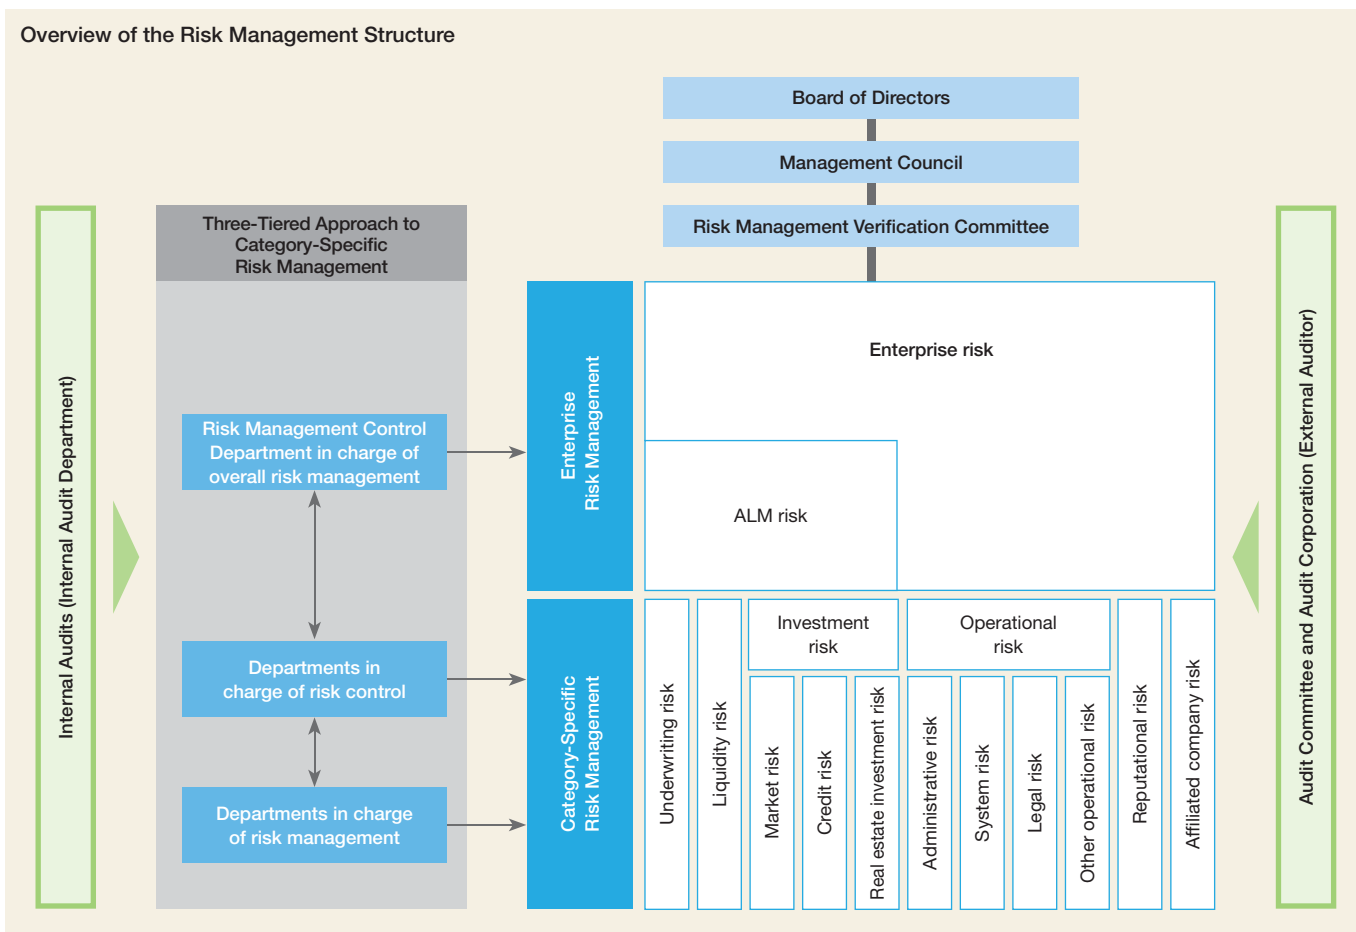 Overview of the Risk Management Structure
Board of Directors
Management Council
Risk Management Verification Committee
Internal Audits (Internal Audit Department)
Three-Tiered Approach to
Category-Specific
Risk Management
Risk Management Control
Department in charge of
overall risk management
Departments in
charge of risk control
Departments in charge
of risk management
Enterprise
Risk Management
Enterprise risk
ALM risk
Category-Specific
Risk Management
Underwriting risk
Liquidity risk
Investment
risk
Market risk
Credit risk
Real estate investment risk
Operational
risk
Administrative risk
System risk
Legal risk
Other operational risk
Reputational risk
Affiliated company risk
Audit Committee and Audit Corporation (External Auditor)